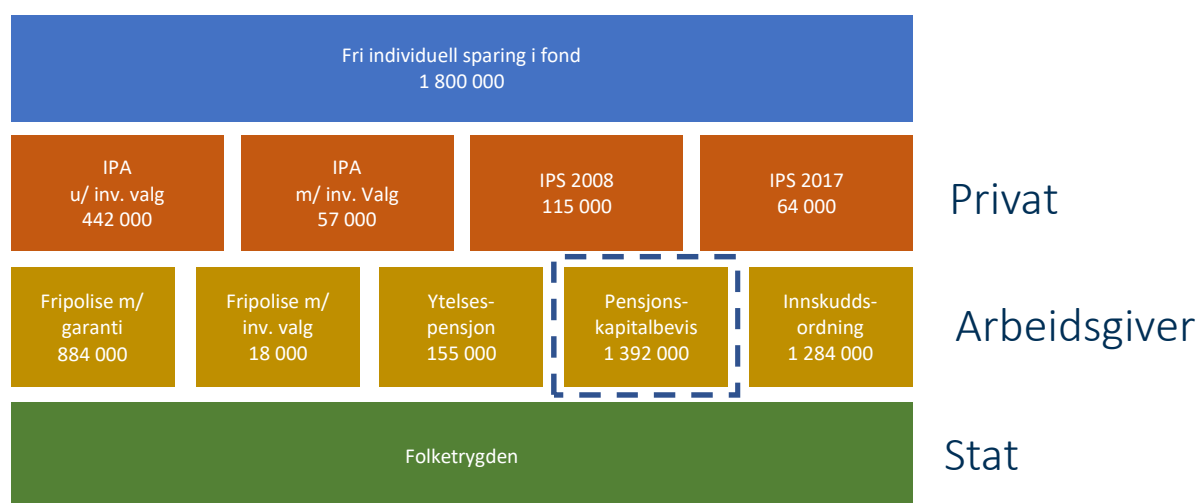 Fri individuell sparing i fond
1 800 000
IPA
u/ inv. valg
442 000
IPA
m/ inv. Valg
57 000
IPS 2008
115 000
IPS 2017
64 000
Privat
Fripolise m/
garanti
884 000
Fripolise m/
inv. valg
18 000
Ytelses-
pensjon
155 000
Pensjons-
kapitalbevis
1 392 000
Innskudds-
ordning
1 284 000
Arbeidsgiver
Folketrygden
Stat